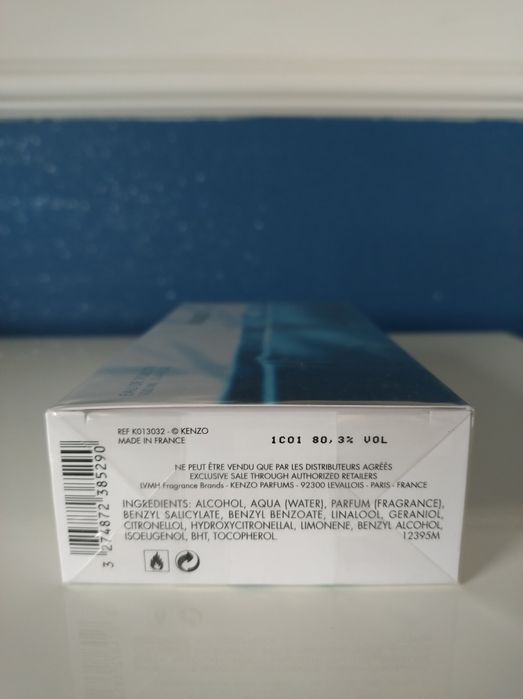 REF K013032 - © KENZO
MADE IN FRANCE
1C01 80,3% VOL
NE PEUT ÊTRE VENDU QUE PAR LES DISTRIBUTEURS AGRÉÉS
EXCLUSIVE SALE THROUGH AUTHORIZED RETAILERS
LVMH Fragrance Brands - KENZO PARFUMS - 92300 LEVALLOIS - PARIS - FRANCE
INGREDIENTS: ALCOHOL, AQUA (WATER), PARFUM (FRAGRANCE),
BENZYL SALICYLATE, BENZYL BENZOATE, LINALOOL, GERANIOL,
CITRONELLOL, HYDROXYCITRONELLAL, LIMONENE, BENZYL ALCOHOL,
ISOEUGENOL, BHT, TOCOPHEROL. 12395M
3 274872 385290